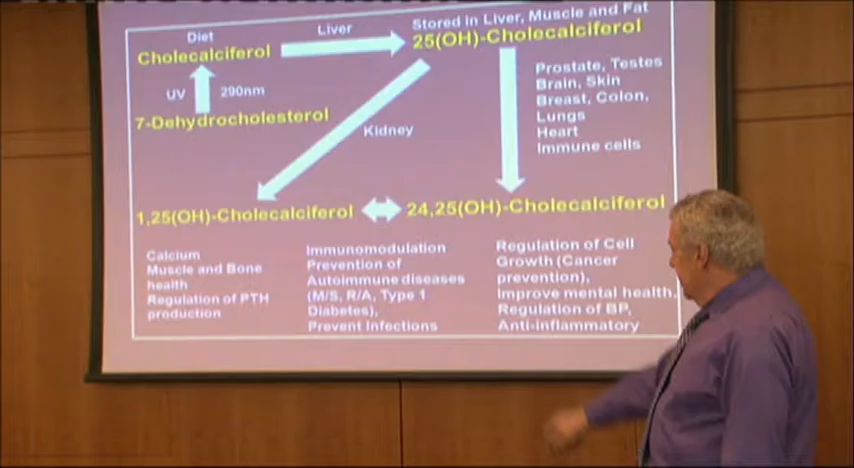 Diet
Liver
Stored in Liver, Muscle and Fat
Cholecalciferol
25(OH)-Cholecalciferol
UV
290nm
7-Dehydrocholesterol
Kidney
Prostate, Testes
Brain, Skin
Breast, Colon,
Lungs
Heart
Immune cells
1,25(OH)-Cholecalciferol
24,25(OH)-Cholecalciferol
Calcium
Muscle and Bone
health
Regulation of PTH
production
Immunomodulation
Prevention of
Autoimmune diseases
(M/S, R/A, Type 1
Diabetes),
Prevent Infections
Regulation of Cell
Growth (Cancer
prevention),
Improve mental health,
Regulation of BP,
Anti-inflammatory